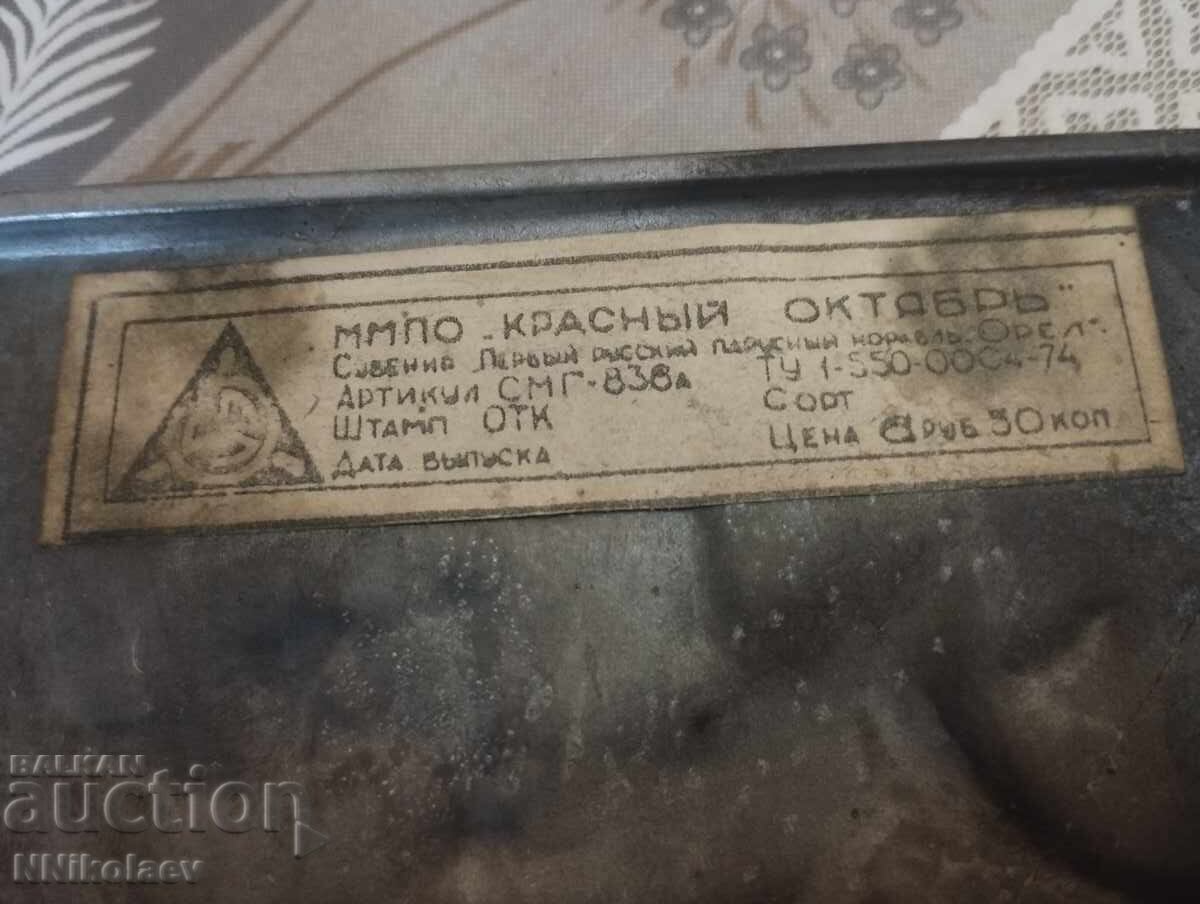 ММПО „КРАСНЫЙ ОКТЯБРЬ"
Сувенир „Первый русский парусный корабль „Орел"
Артикул СМГ-838А ТУ 1-550-0004-74
Штамп ОТК Сорт
Дата выпуска Цена руб 30 коп
BALKAN
auction
NNikolaev